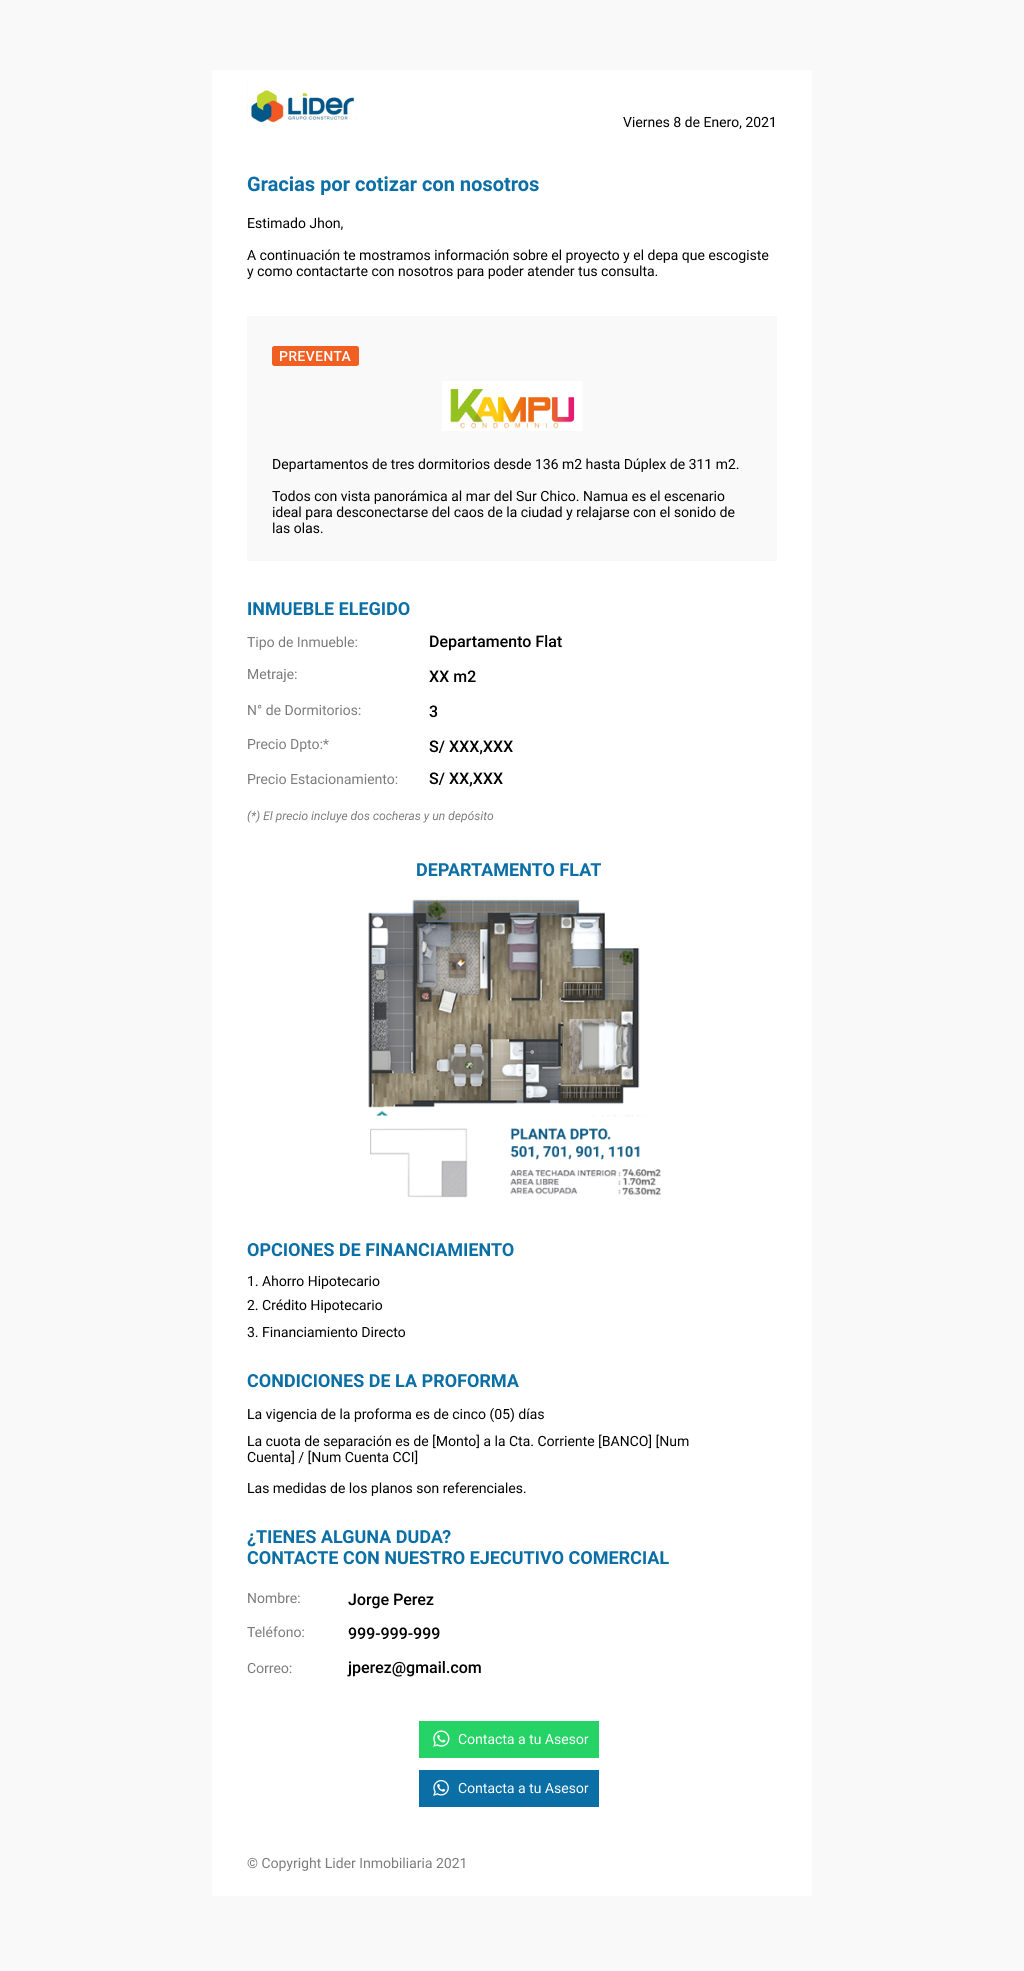 LIDER
GRUPO CONSTRUCTOR
Viernes 8 de Enero, 2021
Gracias por cotizar con nosotros
Estimado Jhon,
A continuación te mostramos información sobre el proyecto y el depa que escogiste
y como contactarte con nosotros para poder atender tus consulta.
PREVENTA
KAMPU
CONDOMINIO
Departamentos de tres dormitorios desde 136 m2 hasta Dúplex de 311 m2.
Todos con vista panorámica al mar del Sur Chico. Namua es el escenario
ideal para desconectarse del caos de la ciudad y relajarse con el sonido de
las olas.
INMUEBLE ELEGIDO
Tipo de Inmueble: Departamento Flat
Metraje: XX m2
N° de Dormitorios: 3
Precio Dpto:* S/ XXX,XXX
Precio Estacionamiento: S/ XX,XXX
(*) El precio incluye dos cocheras y un depósito
DEPARTAMENTO FLAT
PLANTA DPTO.
501, 701, 901, 1101
AREA TECHADA INTERIOR : 74.60m2
AREA LIBRE : 1.70m2
AREA OCUPADA : 76.30m2
OPCIONES DE FINANCIAMIENTO
1. Ahorro Hipotecario
2. Crédito Hipotecario
3. Financiamiento Directo
CONDICIONES DE LA PROFORMA
La vigencia de la proforma es de cinco (05) días
La cuota de separación es de [Monto] a la Cta. Corriente [BANCO] [Num
Cuenta] / [Num Cuenta CCI]
Las medidas de los planos son referenciales.
¿TIENES ALGUNA DUDA?
CONTACTE CON NUESTRO EJECUTIVO COMERCIAL
Nombre: Jorge Perez
Teléfono: 999-999-999
Correo: jperez@gmail.com
Contacta a tu Asesor
Contacta a tu Asesor
© Copyright Lider Inmobiliaria 2021